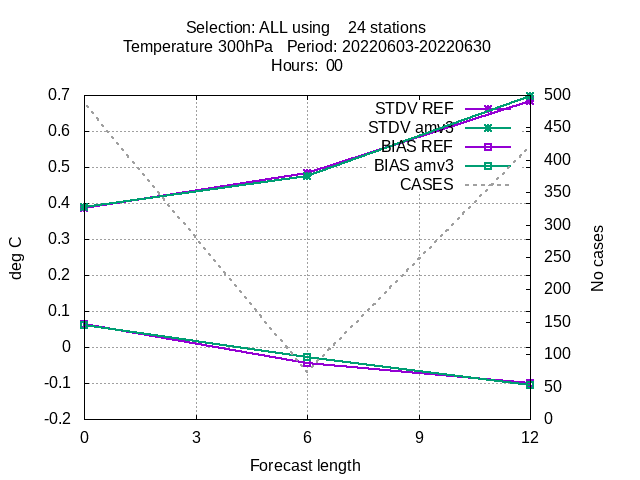 Selection: ALL using 24 stations
Temperature 300hPa Period: 20220603-20220630
Hours: 00
STDV REF
STDV amv3
BIAS REF
BIAS amv3
CASES
deg C
0.7
0.6
0.5
0.4
0.3
0.2
0.1
0
-0.1
-0.2
500
450
400
350
300
250
200
150
100
50
0
No cases
0 3 6 9 12
Forecast length